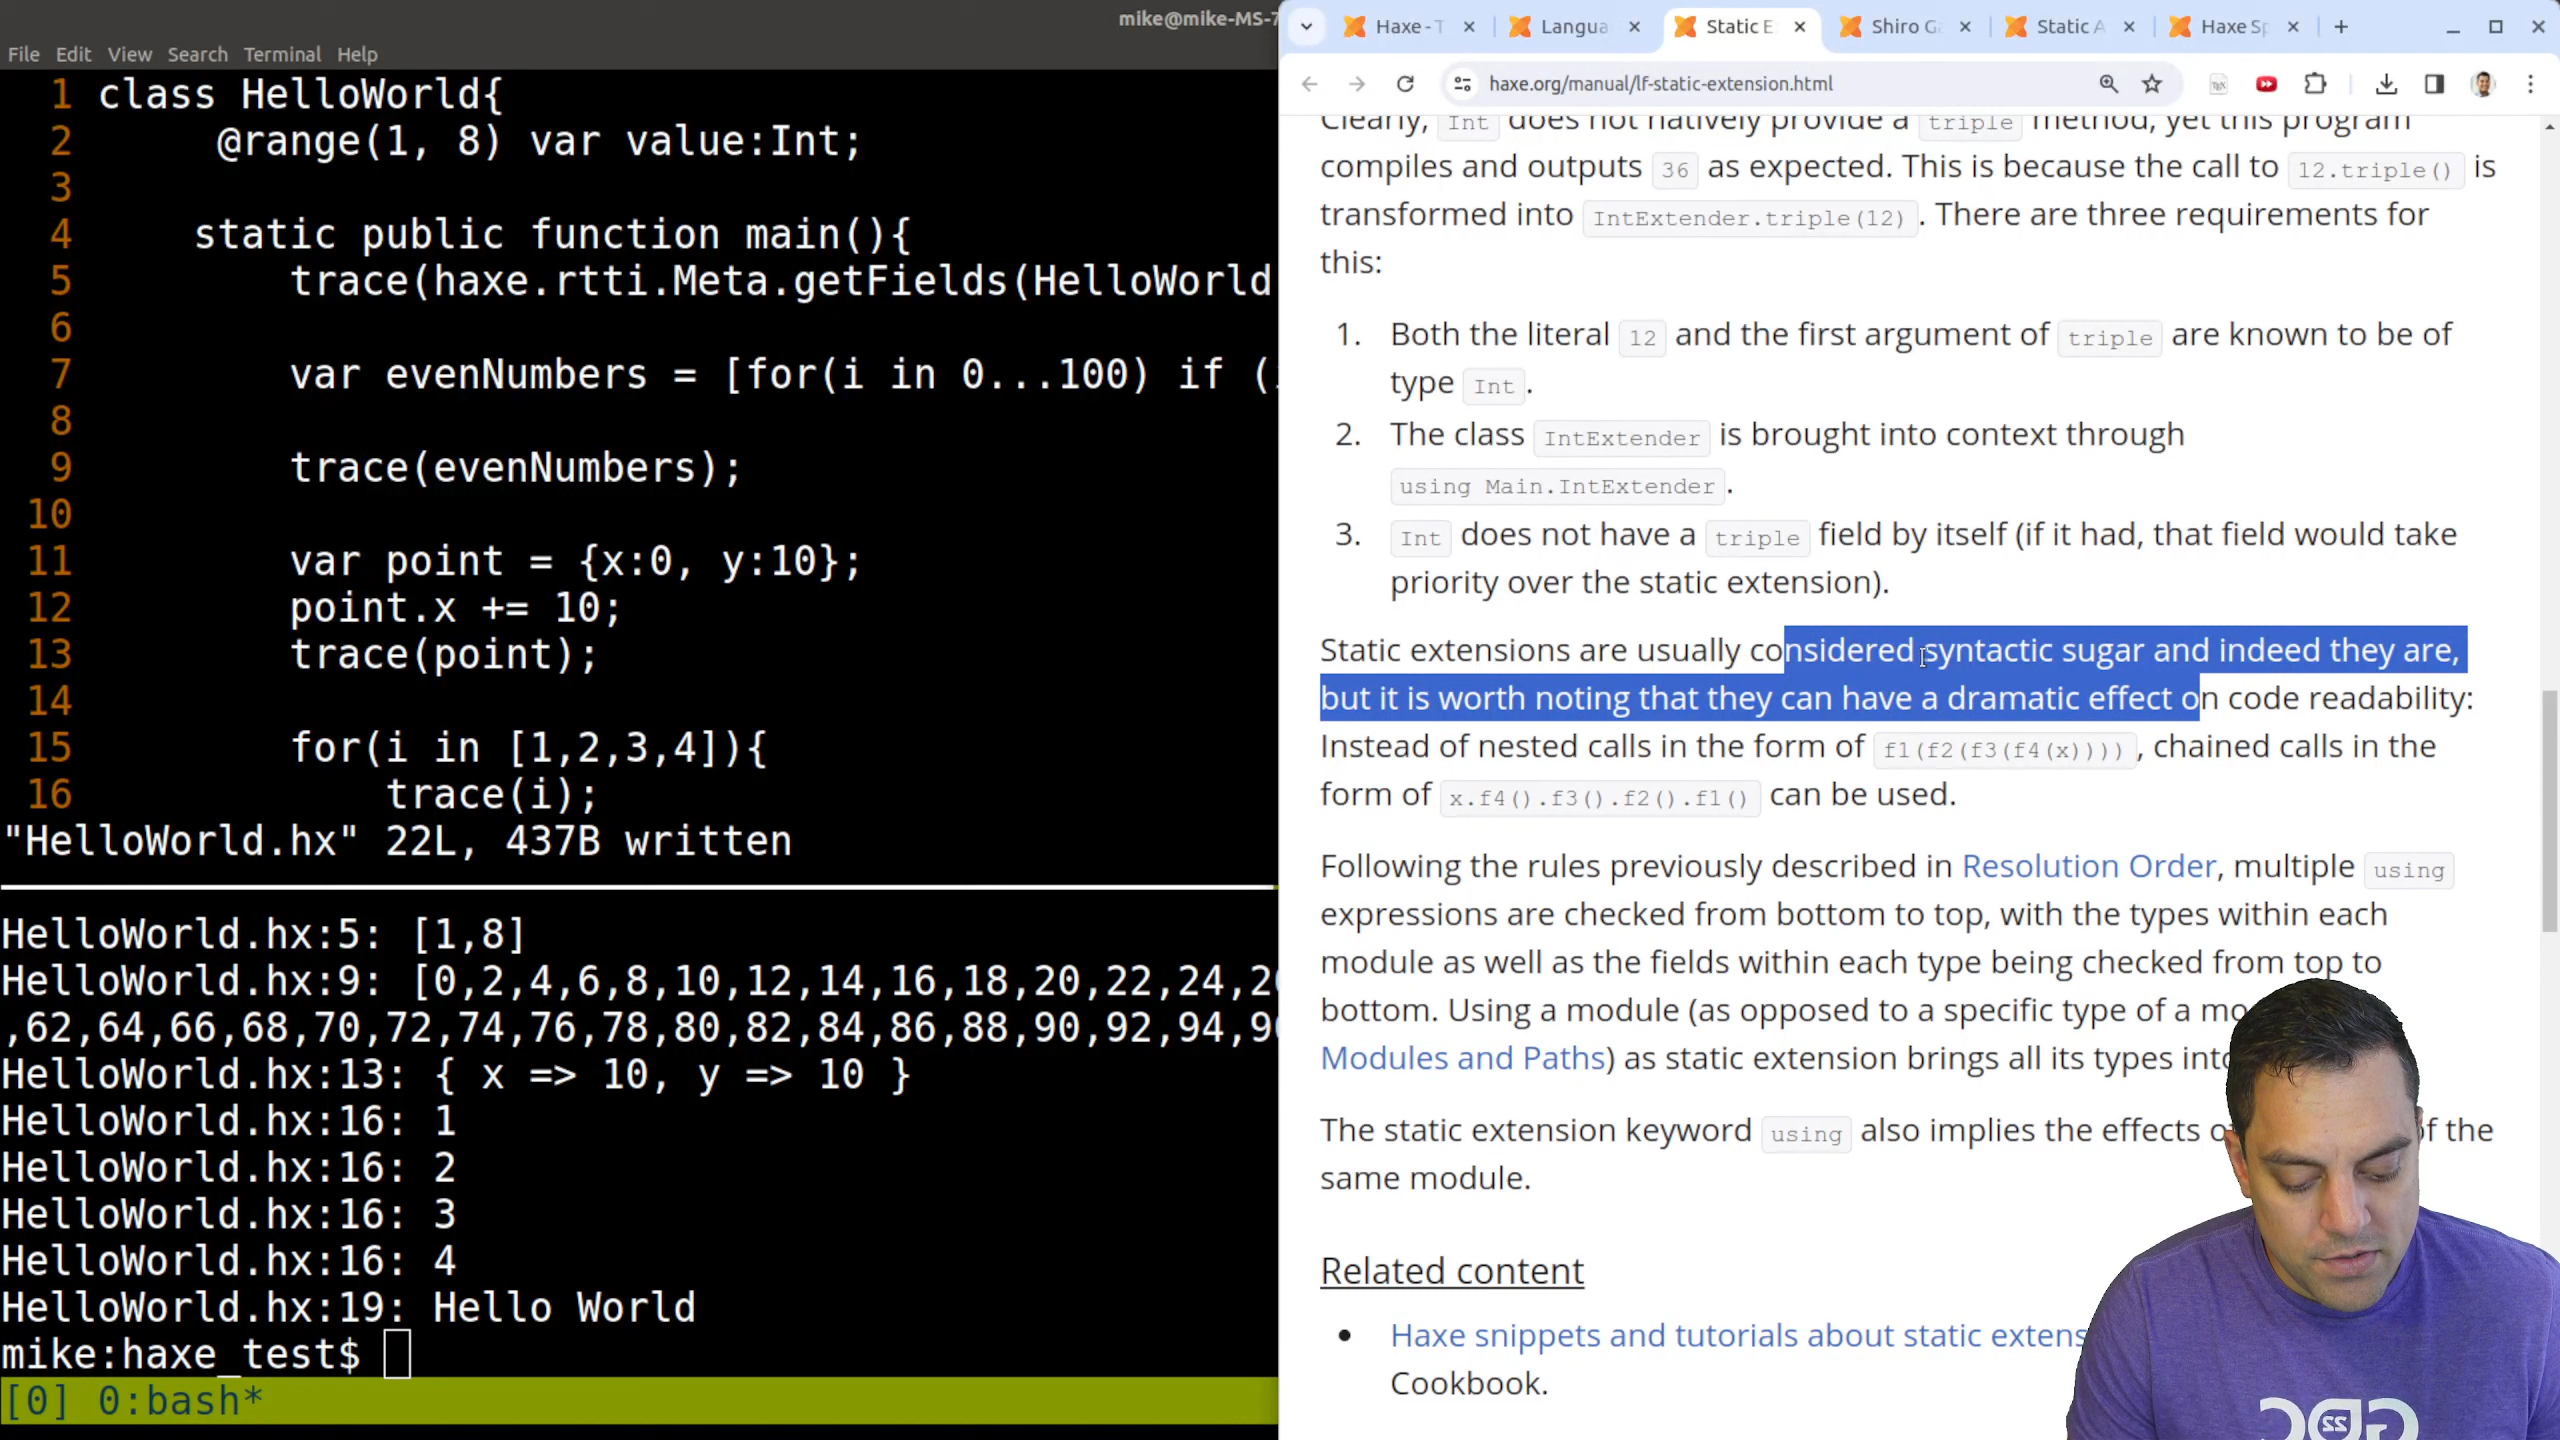 mike@mike-MS-7
File Edit View Search Terminal Help
1 class HelloWorld{
2 @range(1, 8) var value:Int;
3
4 static public function main(){
5 trace(haxe.rtti.Meta.getFields(HelloWorld
6
7 var evenNumbers = [for(i in 0...100) if (
8
9 trace(evenNumbers);
10
11 var point = {x:0, y:10};
12 point.x += 10;
13 trace(point);
14
15 for(i in [1,2,3,4]){
16 trace(i);
"HelloWorld.hx" 22L, 437B written
HelloWorld.hx:5: [1,8]
HelloWorld.hx:9: [0,2,4,6,8,10,12,14,16,18,20,22,24,2
,62,64,66,68,70,72,74,76,78,80,82,84,86,88,90,92,94,9
HelloWorld.hx:13: { x => 10, y => 10 }
HelloWorld.hx:16: 1
HelloWorld.hx:16: 2
HelloWorld.hx:16: 3
HelloWorld.hx:16: 4
HelloWorld.hx:19: Hello World
mike:haxe_test$
[0] 0:bash*
Haxe - T Langua Static E Shiro G Static A Haxe Sp
haxe.org/manual/lf-static-extension.html
Clearly, Int does not natively provide a triple method, yet this program
compiles and outputs 36 as expected. This is because the call to 12.triple() is
transformed into IntExtender.triple(12). There are three requirements for
this:
1. Both the literal 12 and the first argument of triple are known to be of
type Int.
2. The class IntExtender is brought into context through
using Main.IntExtender.
3. Int does not have a triple field by itself (if it had, that field would take
priority over the static extension).
Static extensions are usually considered syntactic sugar and indeed they are,
but it is worth noting that they can have a dramatic effect on code readability:
Instead of nested calls in the form of f1(f2(f3(f4(x)))), chained calls in the
form of x.f4().f3().f2().f1() can be used.
Following the rules previously described in Resolution Order, multiple using
expressions are checked from bottom to top, with the types within each
module as well as the fields within each type being checked from top to
bottom. Using a module (as opposed to a specific type of a mo
Modules and Paths) as static extension brings all its types int
The static extension keyword using also implies the effects o f the
same module.
Related content
• Haxe snippets and tutorials about static extens
Cookbook.